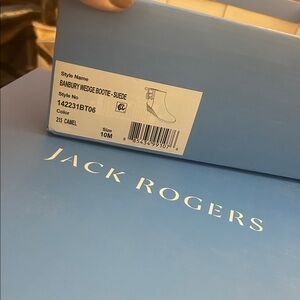 Style Name
BANBURY WEDGE BOOTIE - SUEDE
Style No
142231BT06
Color
215 CAMEL
Size
10M
JACK ROGERS